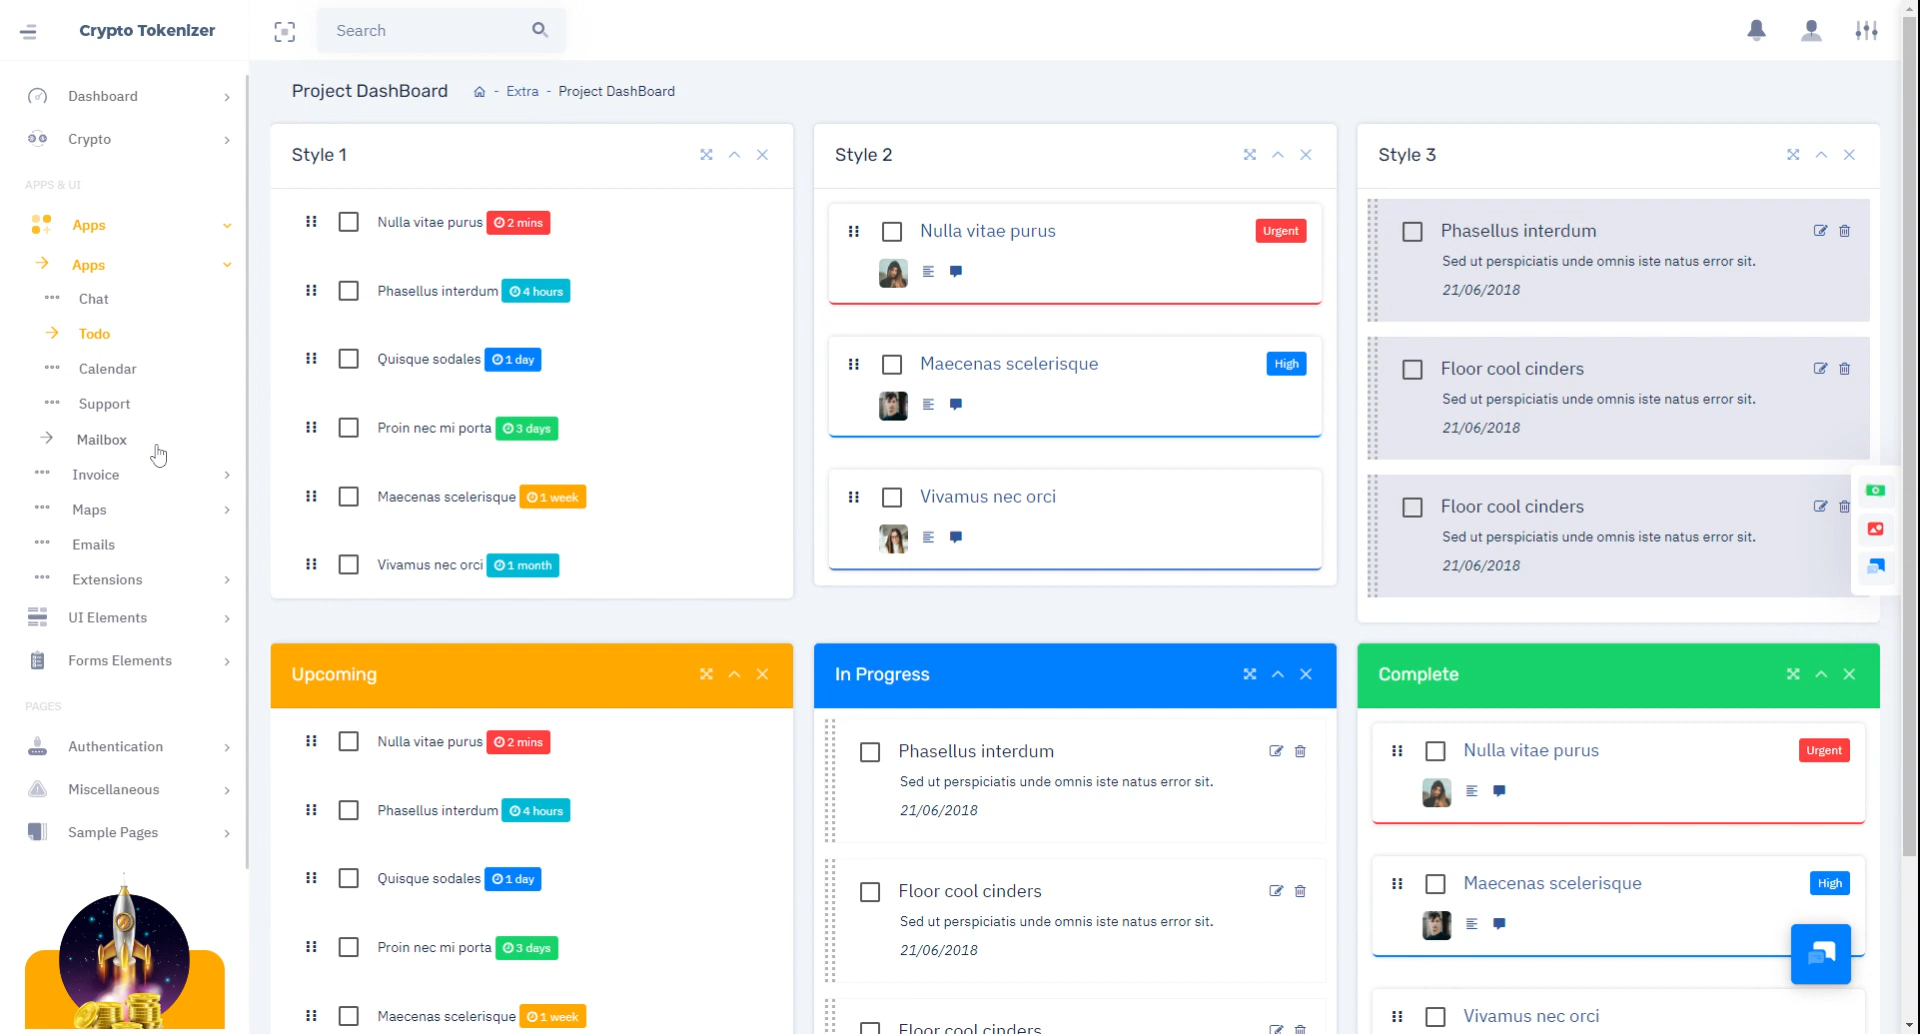 Crypto Tokenizer
Search
Dashboard
Crypto
APPS & UI
Apps
Apps
Chat
Todo
Calendar
Support
Mailbox
Invoice
Maps
Emails
Extensions
UI Elements
Forms Elements
PAGES
Authentication
Miscellaneous
Sample Pages
Project DashBoard
- Extra - Project DashBoard
Style 1
Nulla vitae purus 2 mins
Phasellus interdum 4 hours
Quisque sodales 1 day
Proin nec mi porta 3 days
Maecenas scelerisque 1 week
Vivamus nec orci 1 month
Style 2
Nulla vitae purus Urgent
Maecenas scelerisque High
Vivamus nec orci
Style 3
Phasellus interdum
Sed ut perspiciatis unde omnis iste natus error sit.
21/06/2018
Floor cool cinders
Sed ut perspiciatis unde omnis iste natus error sit.
21/06/2018
Floor cool cinders
Sed ut perspiciatis unde omnis iste natus error sit.
21/06/2018
Upcoming
Nulla vitae purus 2 mins
Phasellus interdum 4 hours
Quisque sodales 1 day
Proin nec mi porta 3 days
Maecenas scelerisque 1 week
In Progress
Phasellus interdum
Sed ut perspiciatis unde omnis iste natus error sit.
21/06/2018
Floor cool cinders
Sed ut perspiciatis unde omnis iste natus error sit.
21/06/2018
Floor cool cinders
Complete
Nulla vitae purus Urgent
Maecenas scelerisque High
Vivamus nec orci